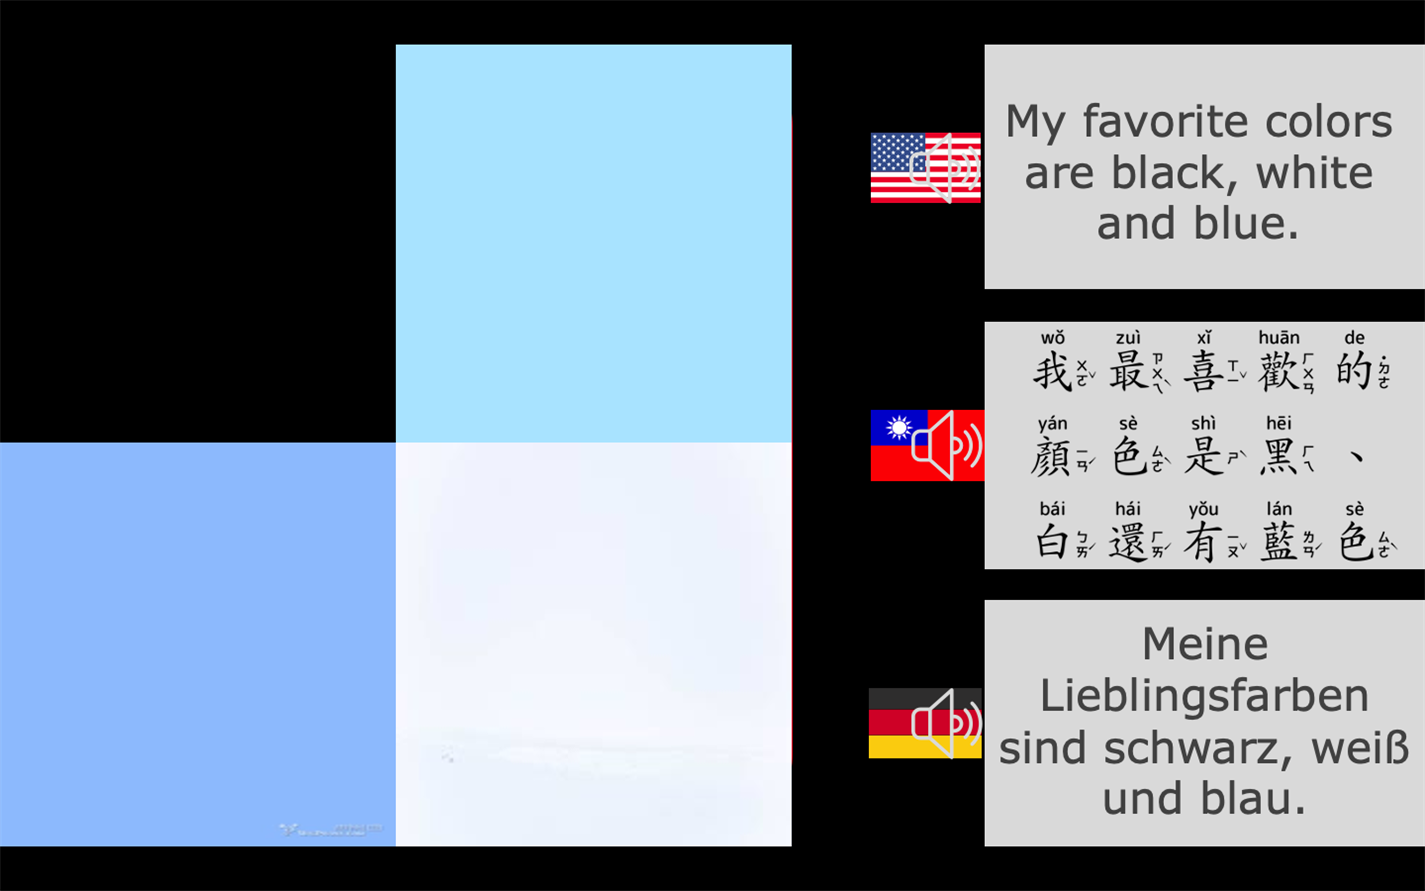 My favorite colors
are black, white
and blue.
wǒ zuì xǐ huān de
我ㄨㄛˇ最ㄗㄨㄟˋ喜ㄒㄧˇ歡ㄏㄨㄢ的˙ㄉㄜ
yán sè shì hēi
顏ㄧㄢˊ色ㄙㄜˋ是ㄕˋ黑ㄏㄟ、
bái hái yǒu lán sè
白ㄅㄞˊ還ㄏㄞˊ有ㄧㄡˇ藍ㄌㄢˊ色ㄙㄜˋ
Meine
Lieblingsfarben
sind schwarz, weiß
und blau.